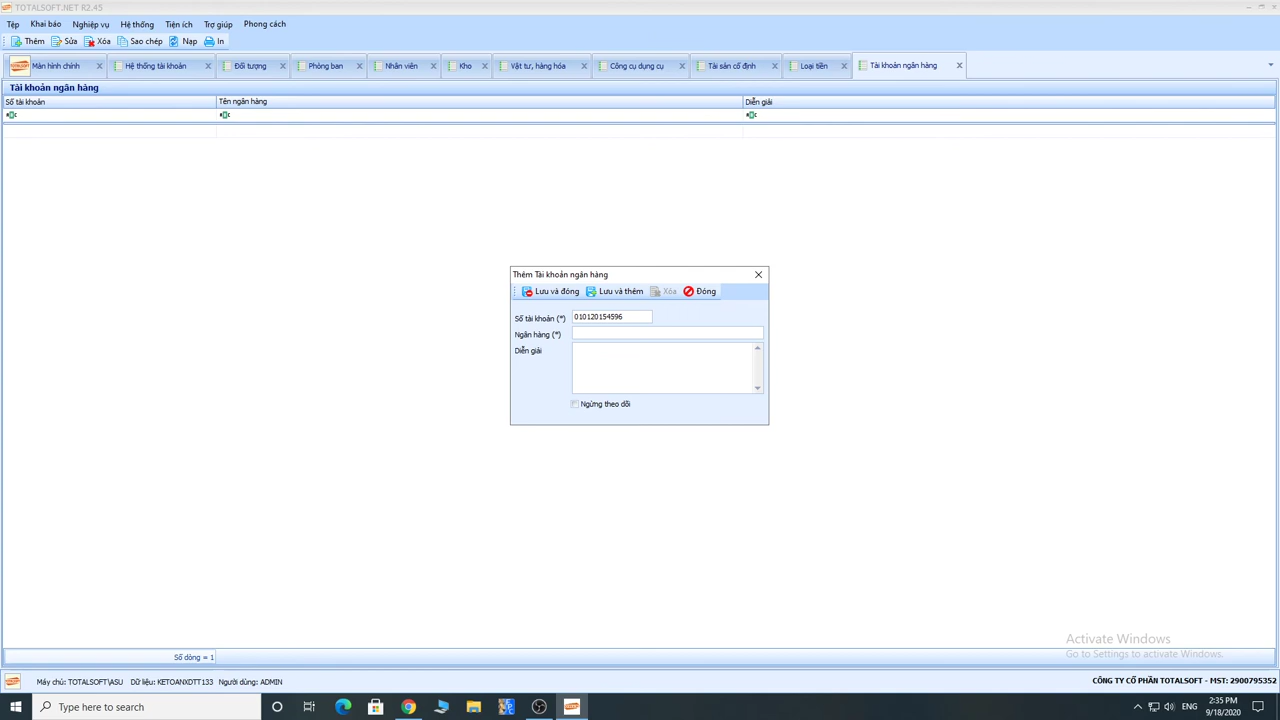 TOTALSOFT.NET R2.45
Tệp Khai báo Nghiệp vụ Hệ thống Tiện ích Trợ giúp Phong cách
Thêm Sửa Xóa Sao chép Nạp In
Màn hình chính Hệ thống tài khoản Đối tượng Phòng ban Nhân viên Kho Vật tư, hàng hóa Công cụ dụng cụ Tài sản cố định Loại tiền Tài khoản ngân hàng
Tài khoản ngân hàng
Số tài khoản Tên ngân hàng Diễn giải
Thêm Tài khoản ngân hàng
Lưu và đóng Lưu và thêm Xóa Đóng
Số tài khoản (*) 010120154596
Ngân hàng (*)
Diễn giải
Ngừng theo dõi
Số dòng = 1
Activate Windows
Go to Settings to activate Windows.
Máy chủ: TOTALSOFT\ASU Dữ liệu: KETOANXDTT133 Người dùng: ADMIN CÔNG TY CỔ PHẦN TOTALSOFT - MST: 2900795352
Type here to search ENG 2:35 PM
9/18/2020